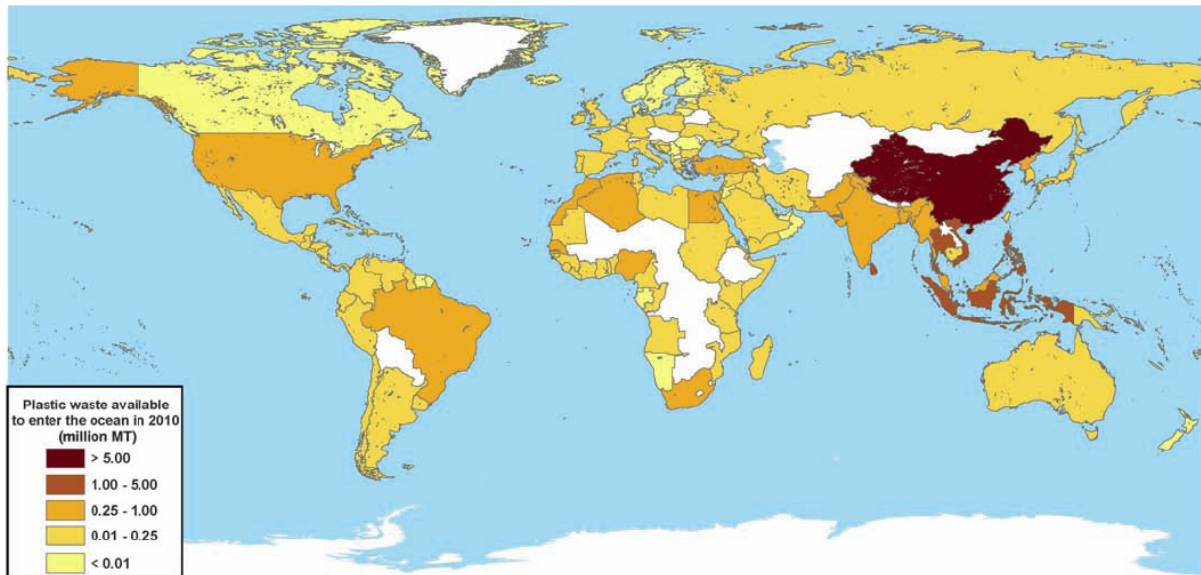 Plastic waste available
to enter the ocean in 2010
(million MT)
> 5.00
1.00 - 5.00
0.25 - 1.00
0.01 - 0.25
< 0.01